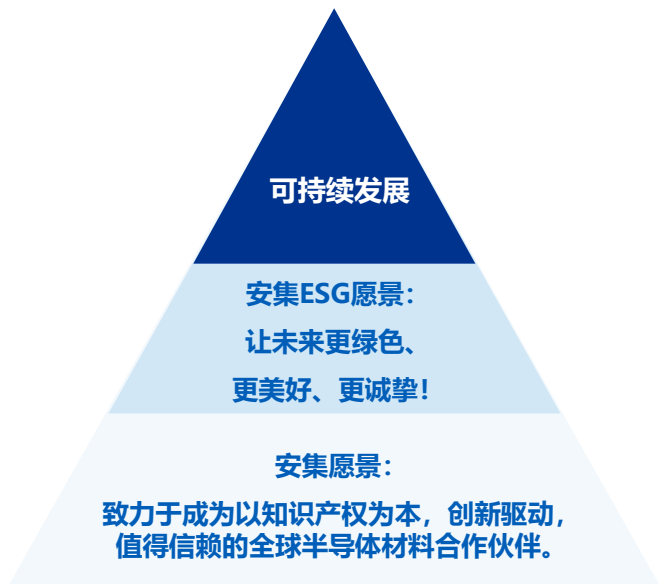 可持续发展
安集ESG愿景：
让未来更绿色、
更美好、更诚挚！
安集愿景：
致力于成为以知识产权为本，创新驱动，
值得信赖的全球半导体材料合作伙伴。